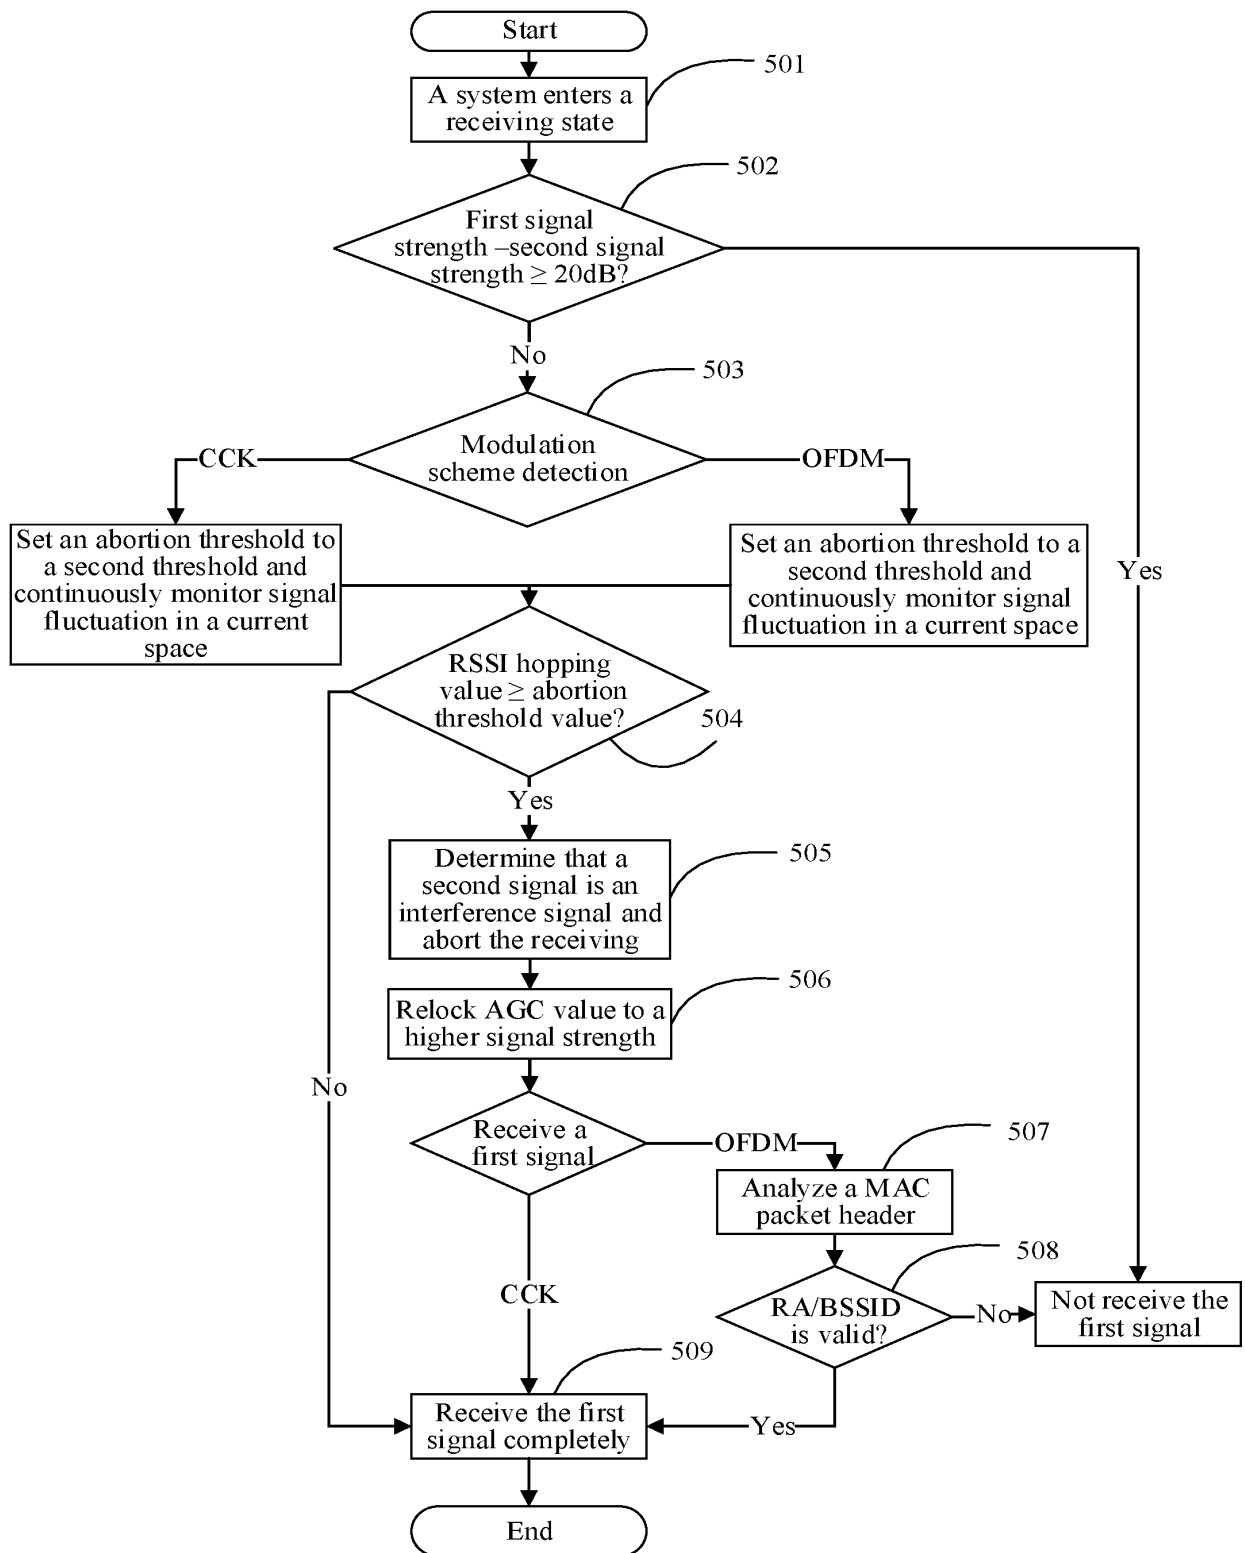 Start
501
A system enters a
receiving state
502
First signal
strength –second signal
strength ≥ 20dB?
No
503
Modulation
scheme detection
CCK
OFDM
Set an abortion threshold to
a second threshold and
continuously monitor signal
fluctuation in a current
space
Set an abortion threshold to a
second threshold and
continuously monitor signal
fluctuation in a current space
Yes
RSSI hopping
value ≥ abortion
threshold value?
504
Yes
Determine that a
second signal is an
interference signal and
abort the receiving
505
Relock AGC value to a
higher signal strength
506
No
Receive a
first signal
OFDM
507
Analyze a MAC
packet header
508
CCK
RA/BSSID
is valid?
No
Not receive the
first signal
509
Receive the first
signal completely
Yes
End